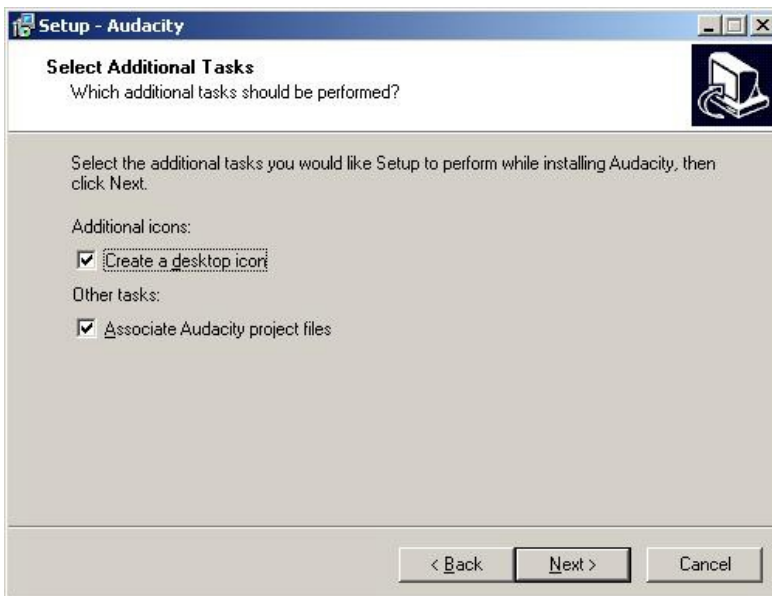 Setup - Audacity
Select Additional Tasks
Which additional tasks should be performed?
Select the additional tasks you would like Setup to perform while installing Audacity, then
click Next.
Additional icons:
Create a desktop icon
Other tasks:
Associate Audacity project files
< Back Next > Cancel